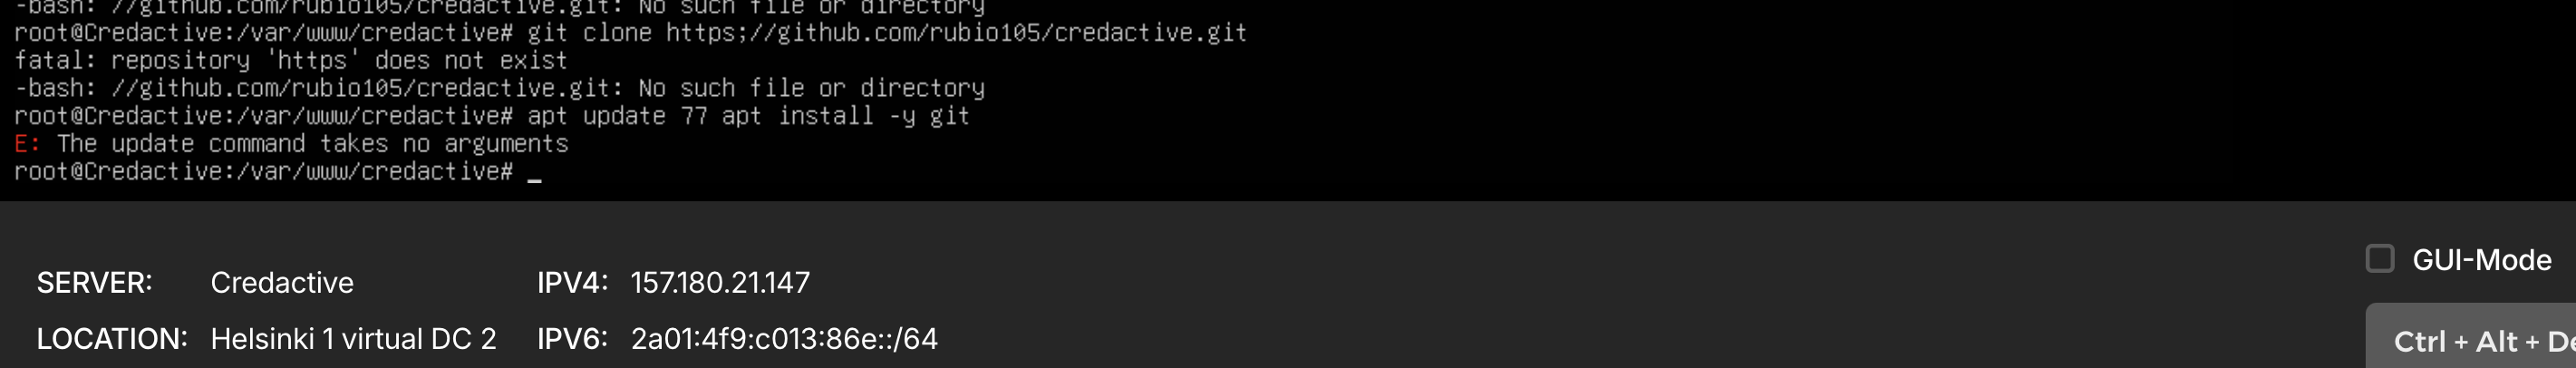 -bash: //github.com/rubio105/credactive.git: No such file or directory
root@Credactive:/var/www/credactive# git clone https;//github.com/rubio105/credactive.git
fatal: repository 'https' does not exist
-bash: //github.com/rubio105/credactive.git: No such file or directory
root@Credactive:/var/www/credactive# apt update 77 apt install -y git
E: The update command takes no arguments
root@Credactive:/var/www/credactive# _
SERVER: Credactive IPV4: 157.180.21.147
GUI-Mode
LOCATION: Helsinki 1 virtual DC 2 IPV6: 2a01:4f9:c013:86e::/64
Ctrl + Alt + De